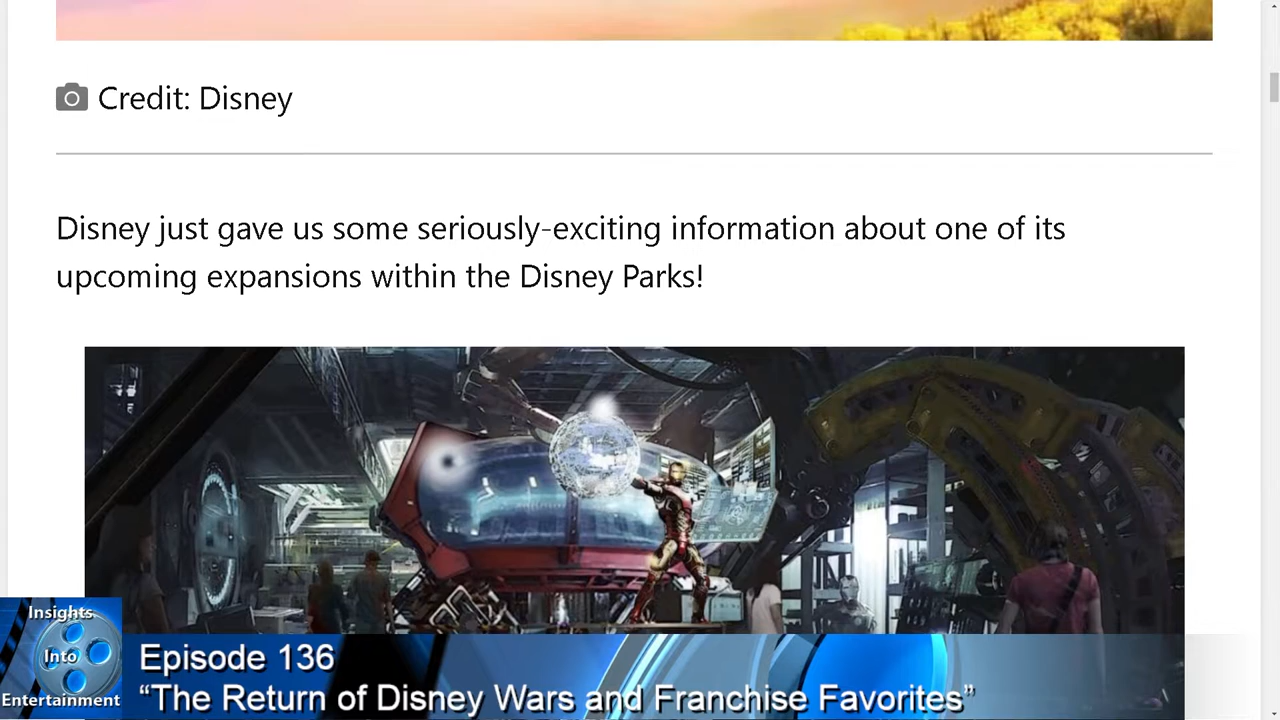 Credit: Disney
Disney just gave us some seriously-exciting information about one of its
upcoming expansions within the Disney Parks!
Insights
Into
Entertainment
Episode 136
“The Return of Disney Wars and Franchise Favorites”